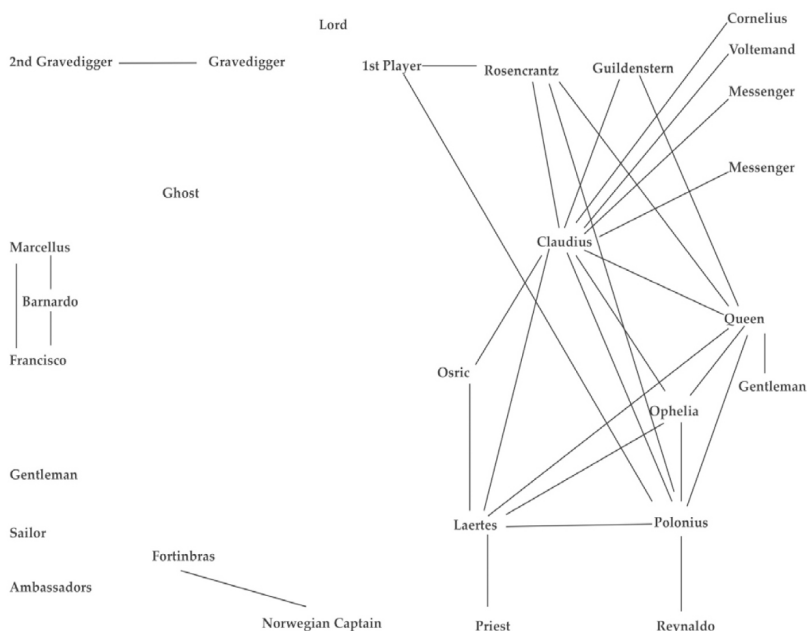 Lord
Cornelius
2nd Gravedigger
Gravedigger
1st Player
Rosencrantz
Guildenstern
Voltemand
Messenger
Messenger
Ghost
Marcellus
Claudius
Barnardo
Queen
Francisco
Osric
Gentleman
Ophelia
Gentleman
Sailor
Laertes
Polonius
Fortinbras
Ambassadors
Norwegian Captain
Priest
Reynaldo